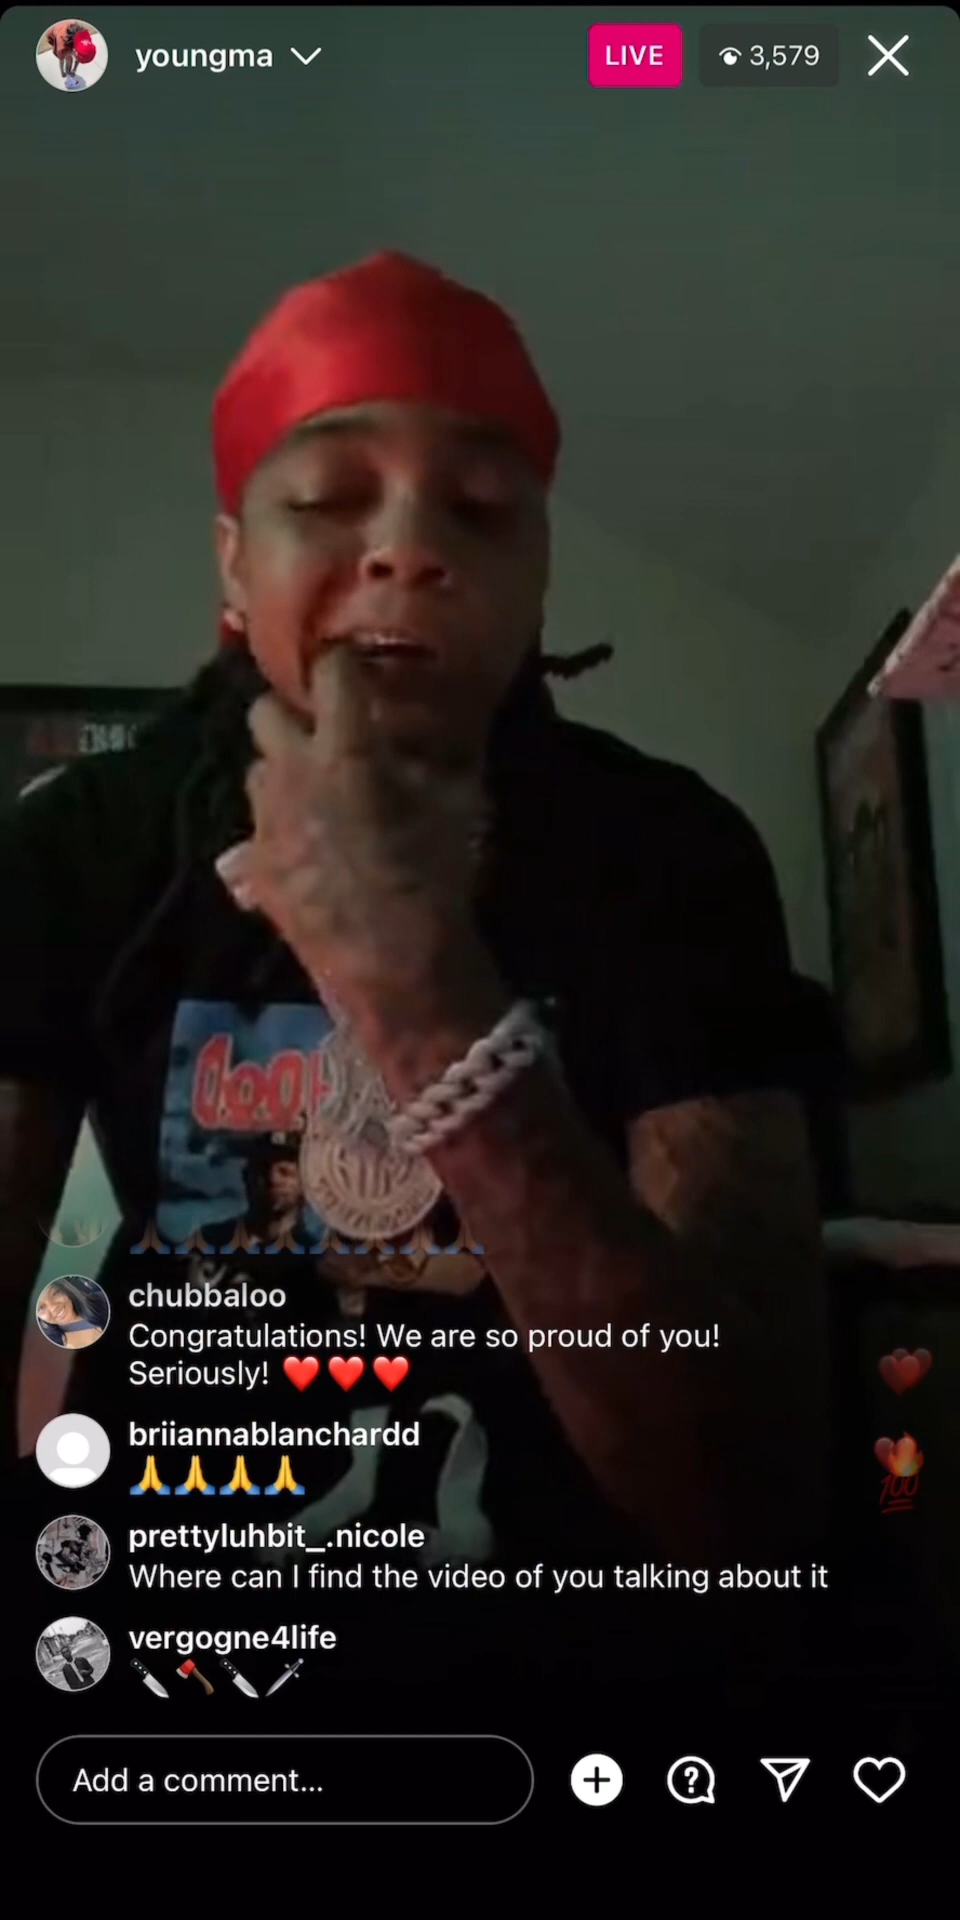 youngma
LIVE
3,579
chubbaloo
Congratulations! We are so proud of you!
Seriously! ❤️❤️❤️
briiannablanchardd
🙏🙏🙏🙏
prettyluhbit_.nicole
Where can I find the video of you talking about it
vergogne4life
🔪🪓🔪🗡️
Add a comment...